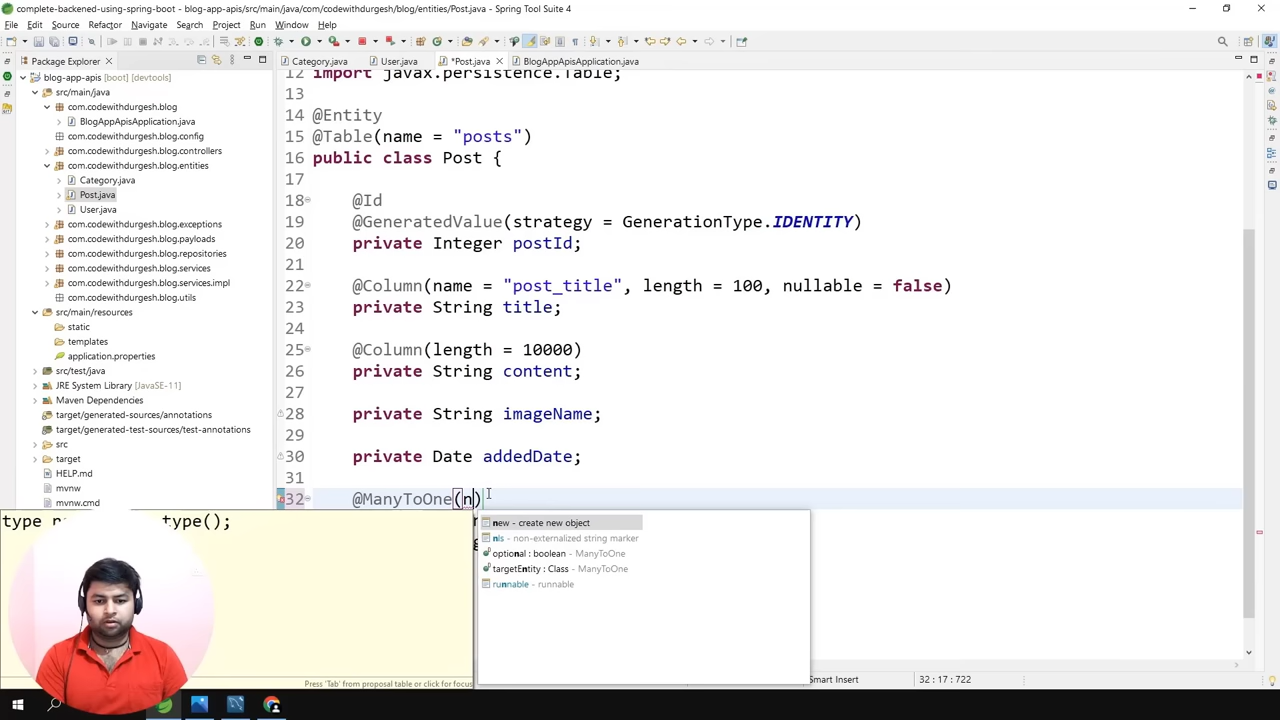 complete-backened-using-spring-boot - blog-app-apis/src/main/java/com/codewithdurgesh/blog/entities/Post.java - Spring Tool Suite 4
File Edit Source Refactor Navigate Search Project Run Window Help
Package Explorer
Category.java User.java *Post.java BlogAppApisApplication.java
blog-app-apis [boot] [devtools]
src/main/java
com.codewithdurgesh.blog
BlogAppApisApplication.java
com.codewithdurgesh.blog.config
com.codewithdurgesh.blog.controllers
com.codewithdurgesh.blog.entities
Category.java
Post.java
User.java
com.codewithdurgesh.blog.exceptions
com.codewithdurgesh.blog.payloads
com.codewithdurgesh.blog.repositories
com.codewithdurgesh.blog.services
com.codewithdurgesh.blog.services.impl
com.codewithdurgesh.blog.utils
src/main/resources
static
templates
application.properties
src/test/java
JRE System Library [JavaSE-11]
Maven Dependencies
target/generated-sources/annotations
target/generated-test-sources/test-annotations
src
target
HELP.md
mvnw
mvnw.cmd
12 import javax.persistence.Table;
13
14 @Entity
15 @Table(name = "posts")
16 public class Post {
17
18 @Id
19 @GeneratedValue(strategy = GenerationType.IDENTITY)
20 private Integer postId;
21
22 @Column(name = "post_title", length = 100, nullable = false)
23 private String title;
24
25 @Column(length = 10000)
26 private String content;
27
28 private String imageName;
29
30 private Date addedDate;
31
32 @ManyToOne(n)
type();
new - create new object
nls - non-externalized string marker
optional : boolean - ManyToOne
targetEntity : Class - ManyToOne
runnable - runnable
Press 'Tab' from proposal table or click for focus
Smart Insert
32 : 17 : 722